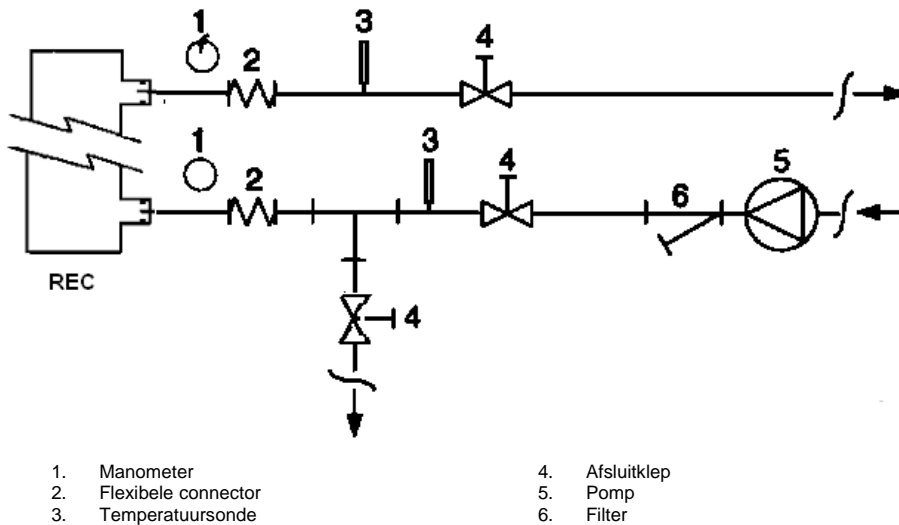 1
3
4
2
1
3
4
5
2
6
REC
4
1. Manometer
2. Flexibele connector
3. Temperatuursonde
4. Afsluitklep
5. Pomp
6. Filter